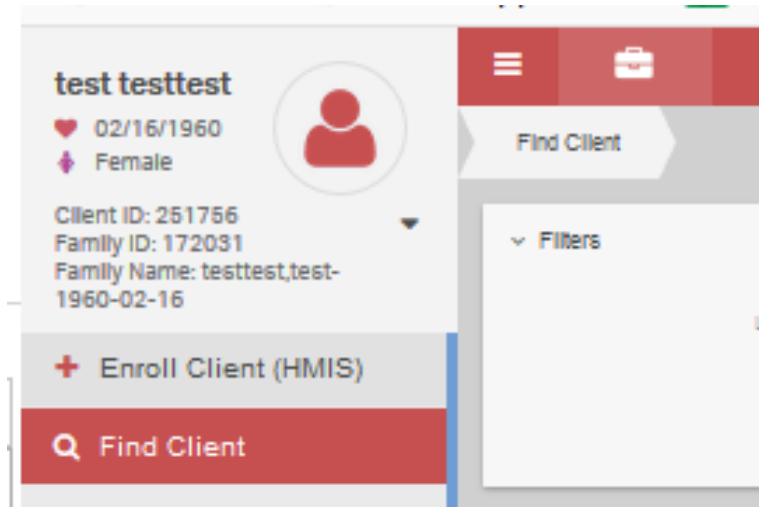 test testtest
02/16/1960
Female
Client ID: 251756
Family ID: 172031
Family Name: testtest,test-
1960-02-16
Enroll Client (HMIS)
Find Client
Find Client
Filters